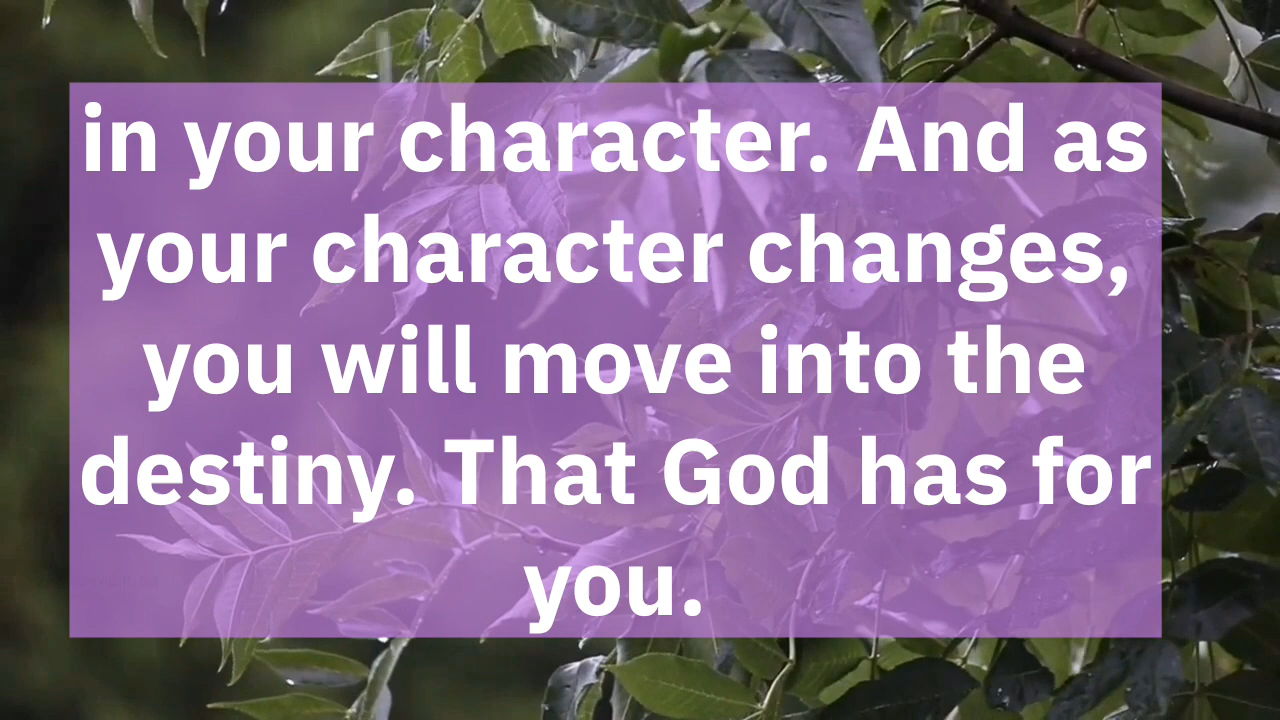 in your character. And as
your character changes,
you will move into the
destiny. That God has for
you.